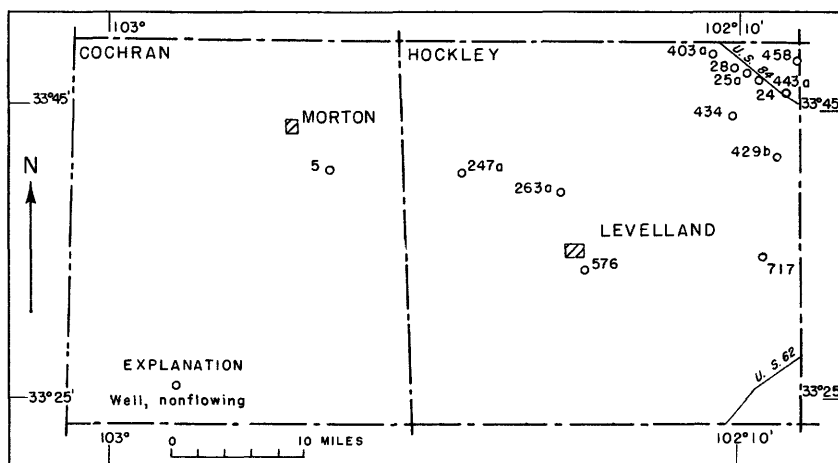 103°
102° 10'
COCHRAN
HOCKLEY
403a
U. S. 84
458
28
25a
443a
24
33°45'
33°45'
434
MORTON
N
5
247a
429b
263a
LEVELLAND
576
717
EXPLANATION
Well, nonflowing
U. S. 62
33°25'
33°25'
103°
0 10 MILES
102° 10'